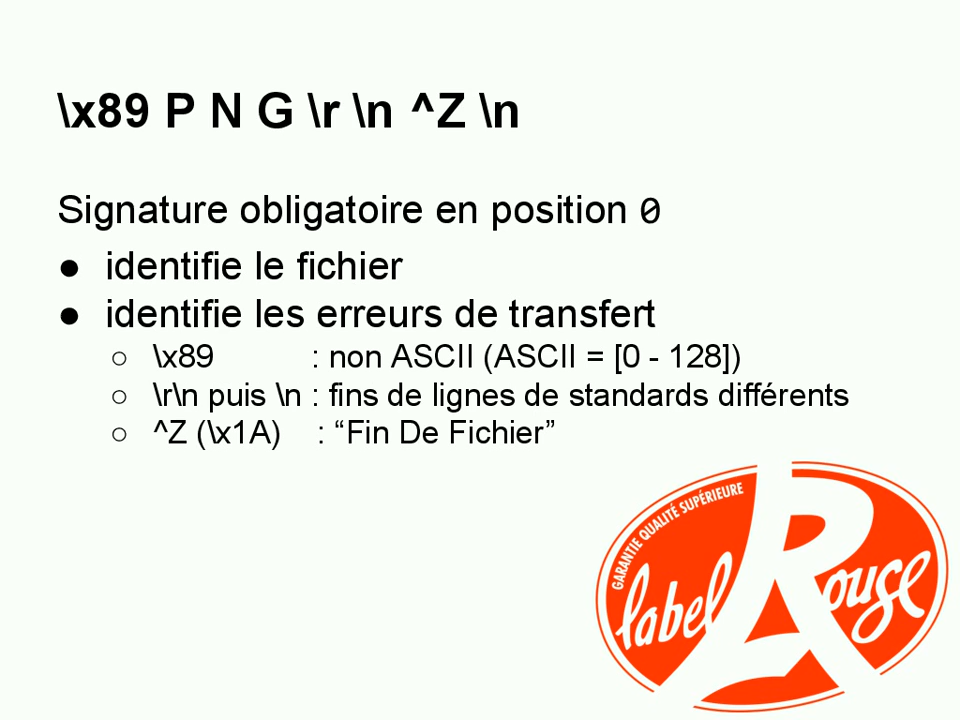 \x89 P N G \r \n ^Z \n
Signature obligatoire en position 0
● identifie le fichier
● identifie les erreurs de transfert
○ \x89 : non ASCII (ASCII = [0 - 128])
○ \r\n puis \n : fins de lignes de standards différents
○ ^Z (\x1A) : “Fin De Fichier”
GARANTIE QUALITÉ SUPÉRIEURE
label Rouge